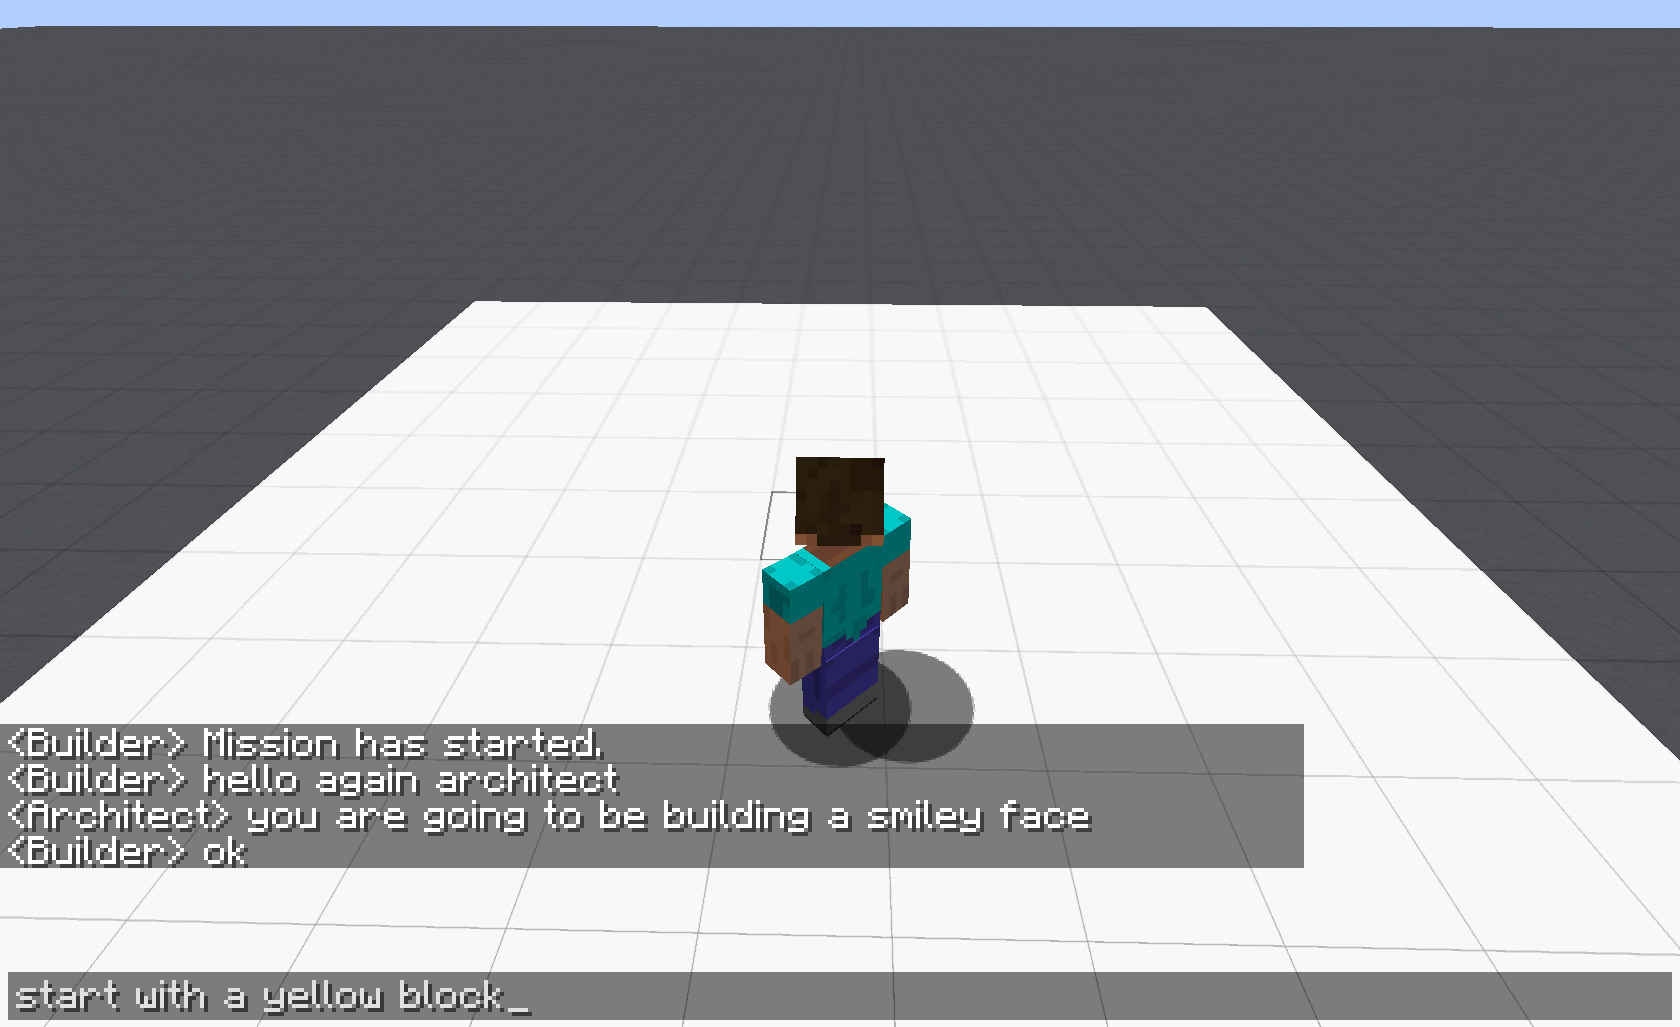 <Builder> Mission has started.
<Builder> hello again architect
<Architect> you are going to be building a smiley face
<Builder> ok
start with a yellow block_